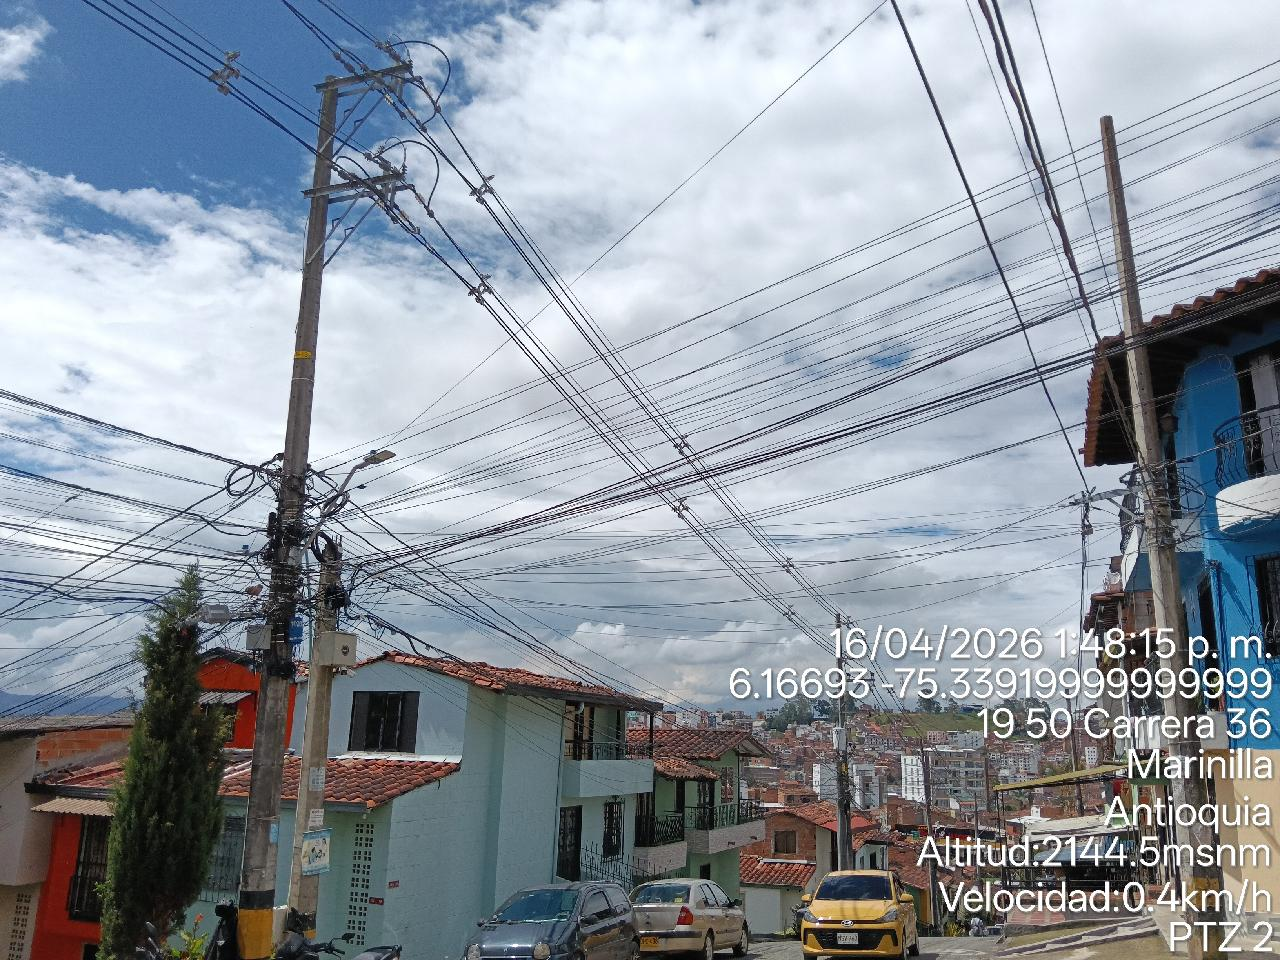 16/04/2026 1:48:15 p. m.
6.16693 -75.33919999999999
19 50 Carrera 36
Marinilla
Antioquia
Altitud:2144.5msnm
Velocidad:0.4km/h
PTZ 2